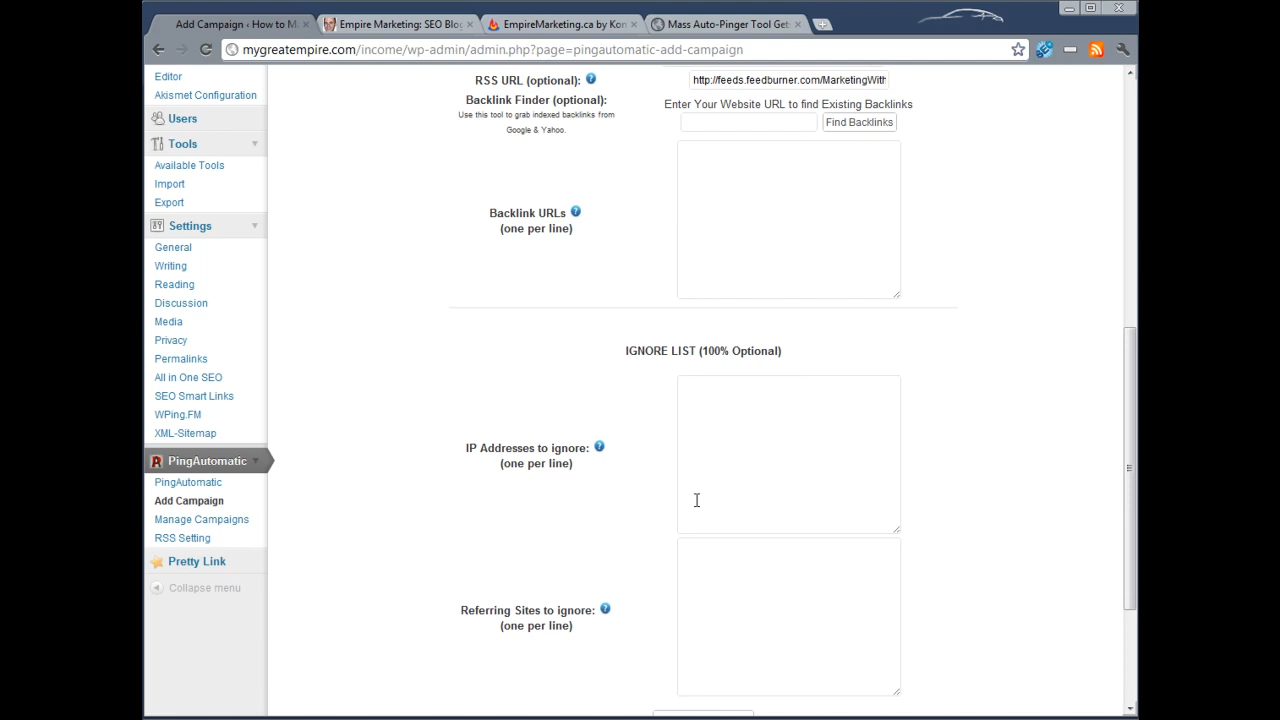 Add Campaign ‹ How to M
Empire Marketing: SEO Blog
EmpireMarketing.ca by Kon
Mass Auto-Pinger Tool Gets
mygreatempire.com/income/wp-admin/admin.php?page=pingautomatic-add-campaign
Editor
Akismet Configuration
Users
Tools
Available Tools
Import
Export
Settings
General
Writing
Reading
Discussion
Media
Privacy
Permalinks
All in One SEO
SEO Smart Links
WPing.FM
XML-Sitemap
PingAutomatic
PingAutomatic
Add Campaign
Manage Campaigns
RSS Setting
Pretty Link
Collapse menu
RSS URL (optional):
http://feeds.feedburner.com/MarketingWith
Backlink Finder (optional):
Use this tool to grab indexed backlinks from
Google & Yahoo.
Enter Your Website URL to find Existing Backlinks
Find Backlinks
Backlink URLs
(one per line)
IGNORE LIST (100% Optional)
IP Addresses to ignore:
(one per line)
Referring Sites to ignore:
(one per line)